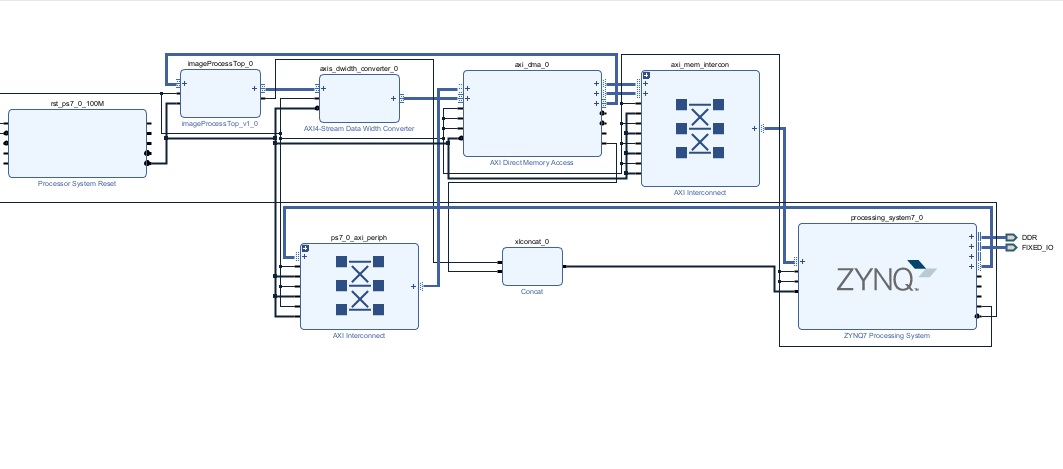 imageProcessTop_0
imageProcessTop_v1_0
axis_dwidth_converter_0
AXI4-Stream Data Width Converter
axi_dma_0
AXI Direct Memory Access
axi_mem_intercon
AXI Interconnect
rst_ps7_0_100M
Processor System Reset
ps7_0_axi_periph
AXI Interconnect
xlconcat_0
Concat
processing_system7_0
ZYNQ
ZYNQ7 Processing System
DDR
FIXED_IO